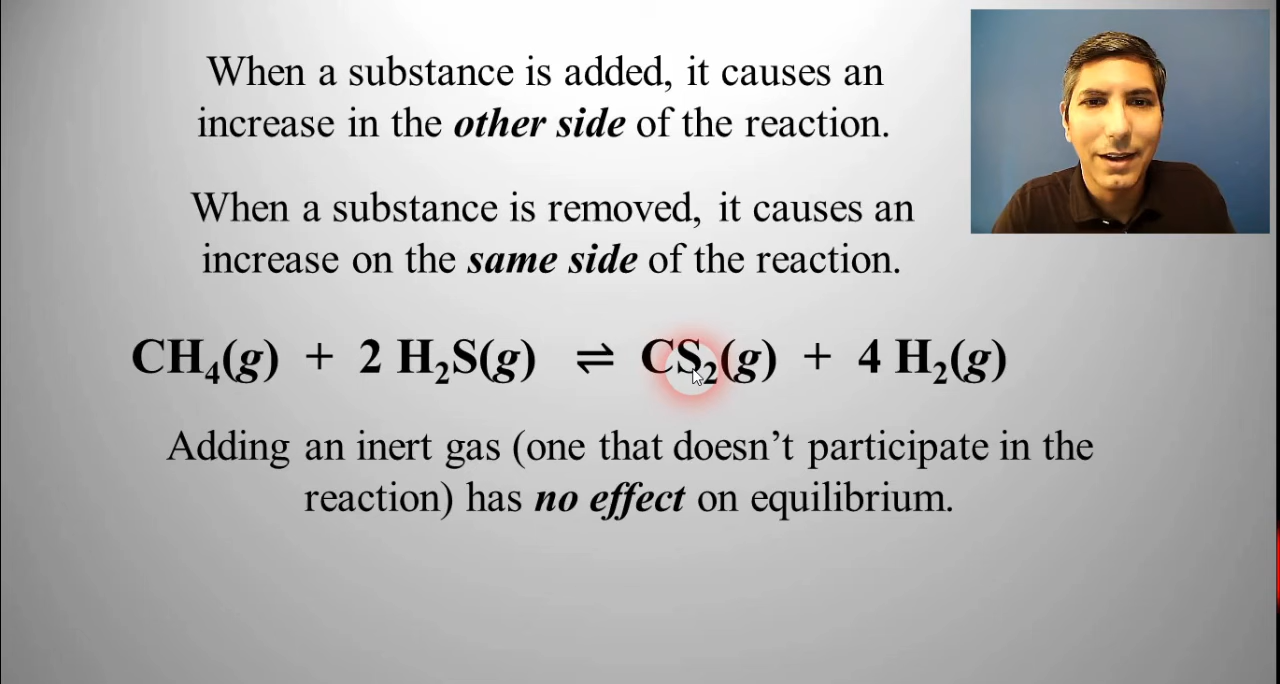 When a substance is added, it causes an
increase in the other side of the reaction.
When a substance is removed, it causes an
increase on the same side of the reaction.
CH₄(g) + 2 H₂S(g) ⇌ CS₂(g) + 4 H₂(g)
Adding an inert gas (one that doesn’t participate in the
reaction) has no effect on equilibrium.